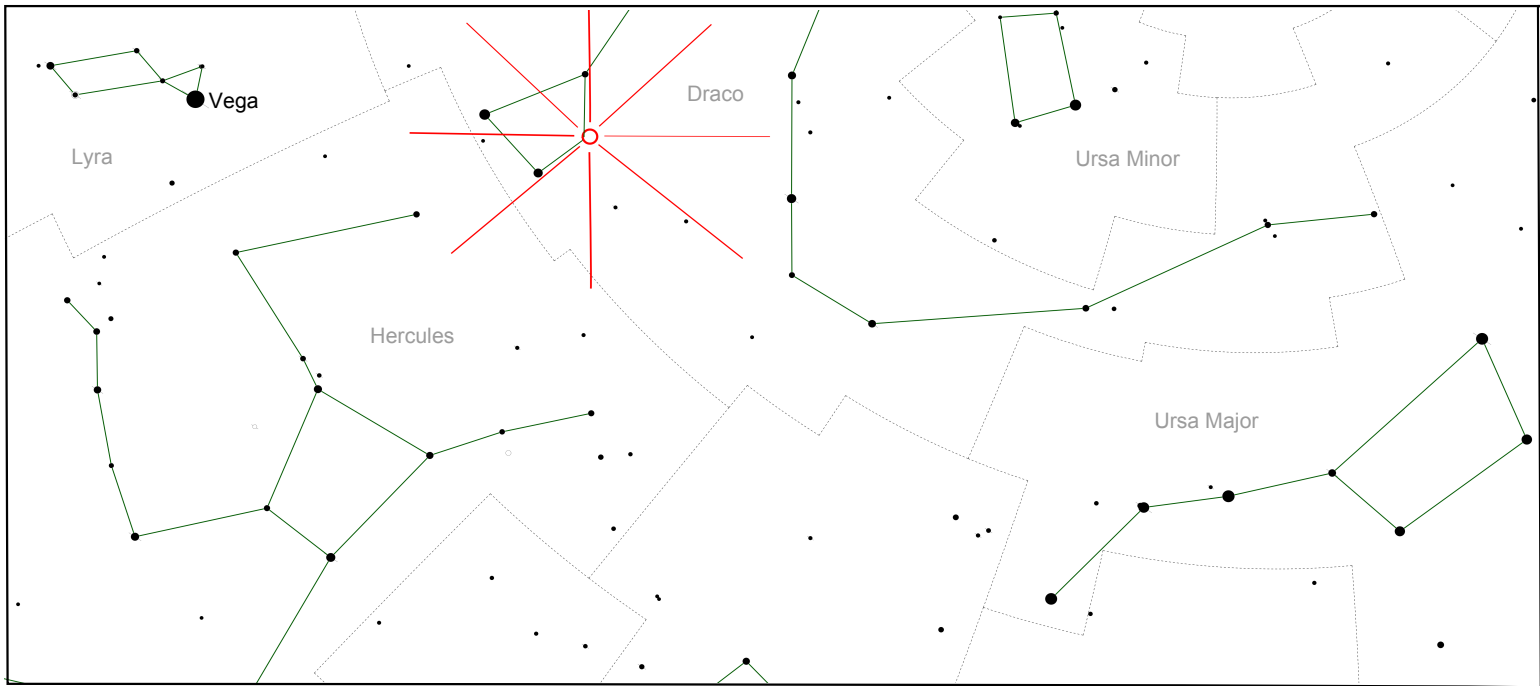 Draco
Vega
Lyra
Ursa Minor
Hercules
Ursa Major